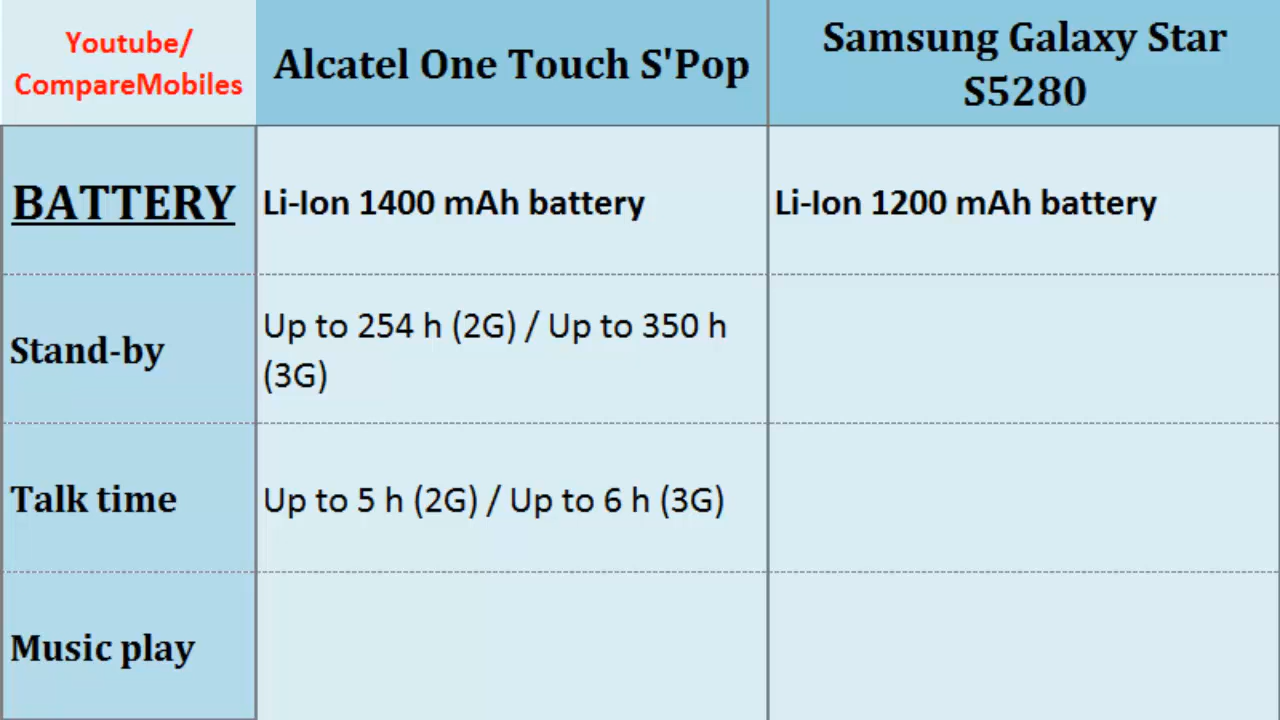 Youtube/
CompareMobiles
Alcatel One Touch S'Pop
Samsung Galaxy Star
S5280
BATTERY
Li-Ion 1400 mAh battery
Li-Ion 1200 mAh battery
Stand-by
Up to 254 h (2G) / Up to 350 h
(3G)
Talk time
Up to 5 h (2G) / Up to 6 h (3G)
Music play